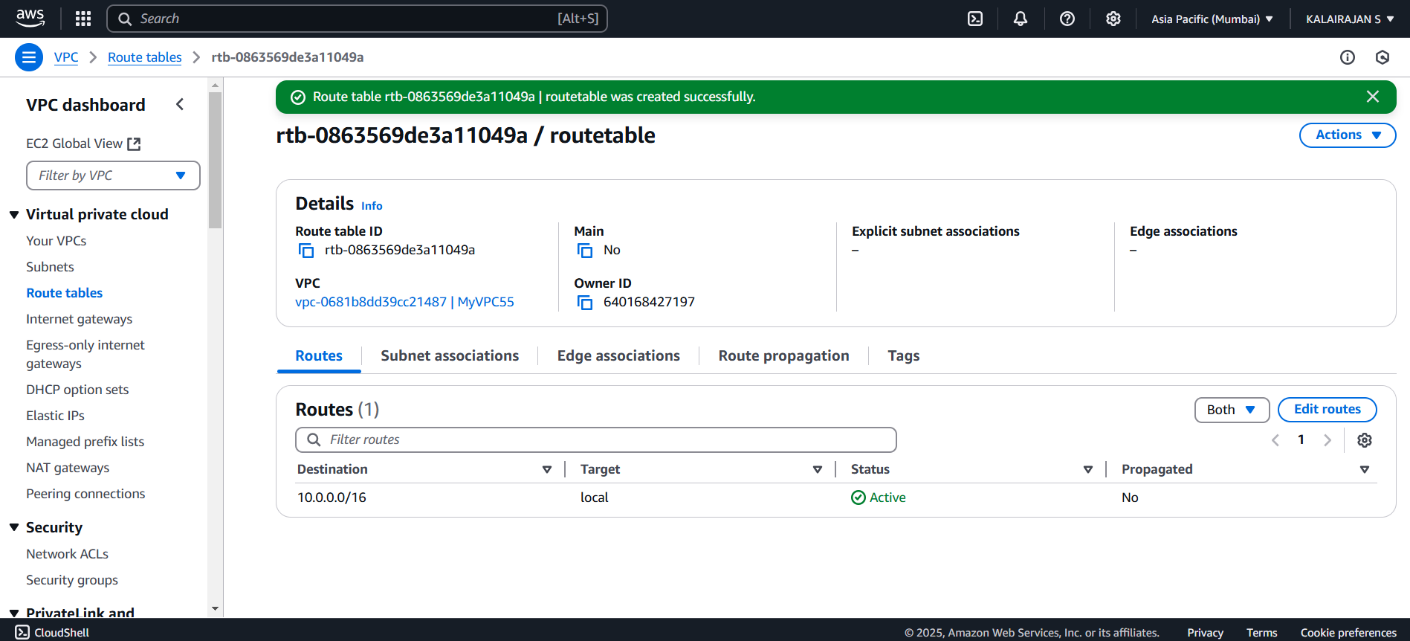 aws Search [Alt+S] Asia Pacific (Mumbai) KALAIRAJAN S
VPC Route tables rtb-0863569de3a11049a
VPC dashboard
EC2 Global View
Filter by VPC
Virtual private cloud
Your VPCs
Subnets
Route tables
Internet gateways
Egress-only internet
gateways
DHCP option sets
Elastic IPs
Managed prefix lists
NAT gateways
Peering connections
Security
Network ACLs
Security groups
PrivateLink and
Route table rtb-0863569de3a11049a | routetable was created successfully.
rtb-0863569de3a11049a / routetable
Actions
Details Info
Route table ID
rtb-0863569de3a11049a
Main
No
Explicit subnet associations
–
Edge associations
–
VPC
vpc-0681b8dd39cc21487 | MyVPC55
Owner ID
640168427197
Routes Subnet associations Edge associations Route propagation Tags
Routes (1)
Both Edit routes
Filter routes
1
Destination Target Status Propagated
10.0.0.0/16 local Active No
CloudShell © 2025, Amazon Web Services, Inc. or its affiliates. Privacy Terms Cookie preferences